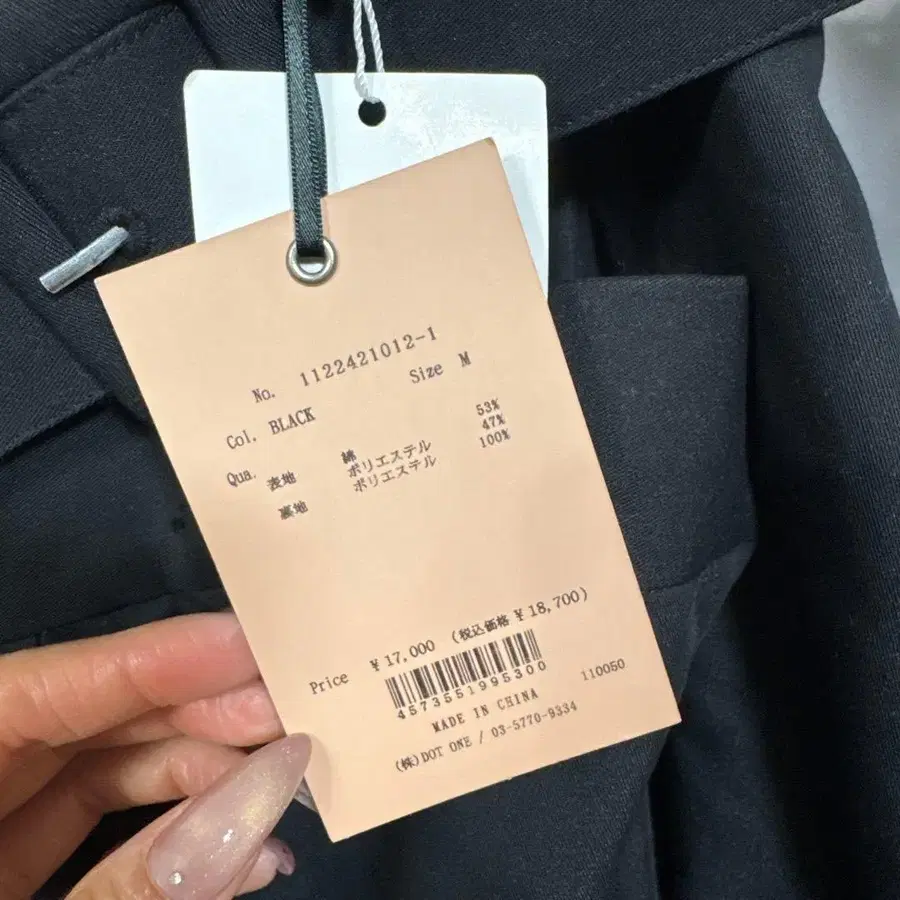 No. 1122421012-1
Col. BLACK Size M
Qua. 表地 綿 53%
ポリエステル 47%
裏地 ポリエステル 100%
Price ¥17,000 (税込価格¥18,700)
4573551995300
MADE IN CHINA 110050
(株)DOT ONE / 03-5770-9334